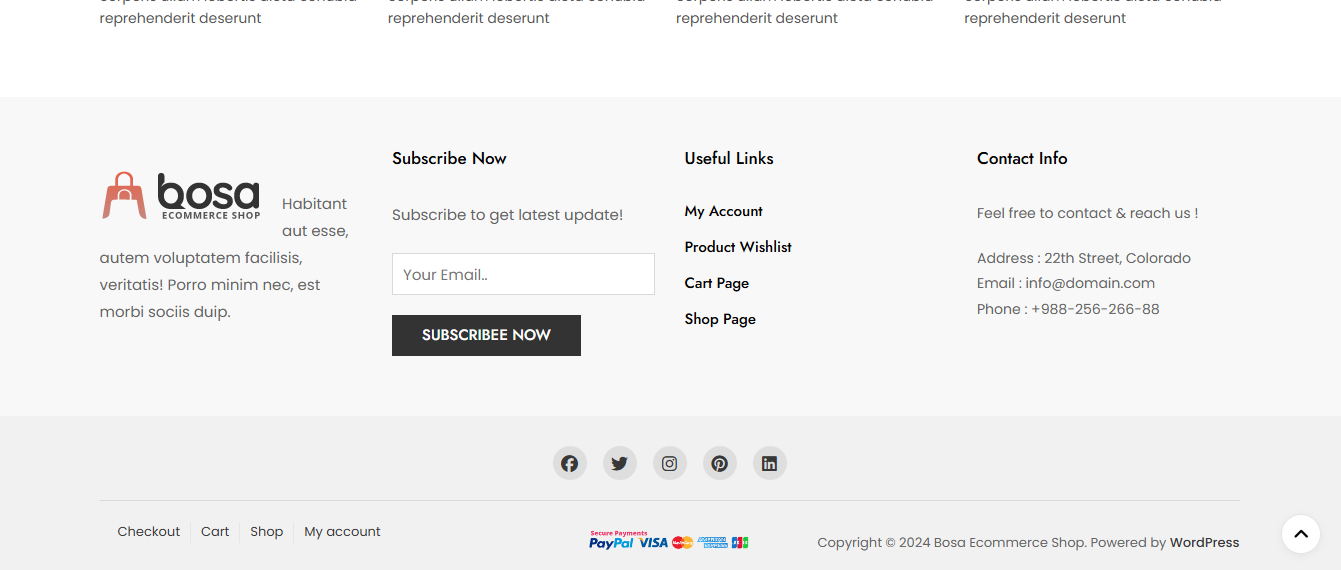 reprehenderit deserunt
reprehenderit deserunt
reprehenderit deserunt
reprehenderit deserunt
bosa
ECOMMERCE SHOP
Habitant
aut esse,
autem voluptatem facilisis,
veritatis! Porro minim nec, est
morbi sociis duip.
Subscribe Now
Subscribe to get latest update!
Your Email..
SUBSCRIBEE NOW
Useful Links
My Account
Product Wishlist
Cart Page
Shop Page
Contact Info
Feel free to contact & reach us !
Address : 22th Street, Colorado
Email : info@domain.com
Phone : +988-256-266-88
Checkout
Cart
Shop
My account
Secure Payments
PayPal VISA
Copyright © 2024 Bosa Ecommerce Shop. Powered by WordPress